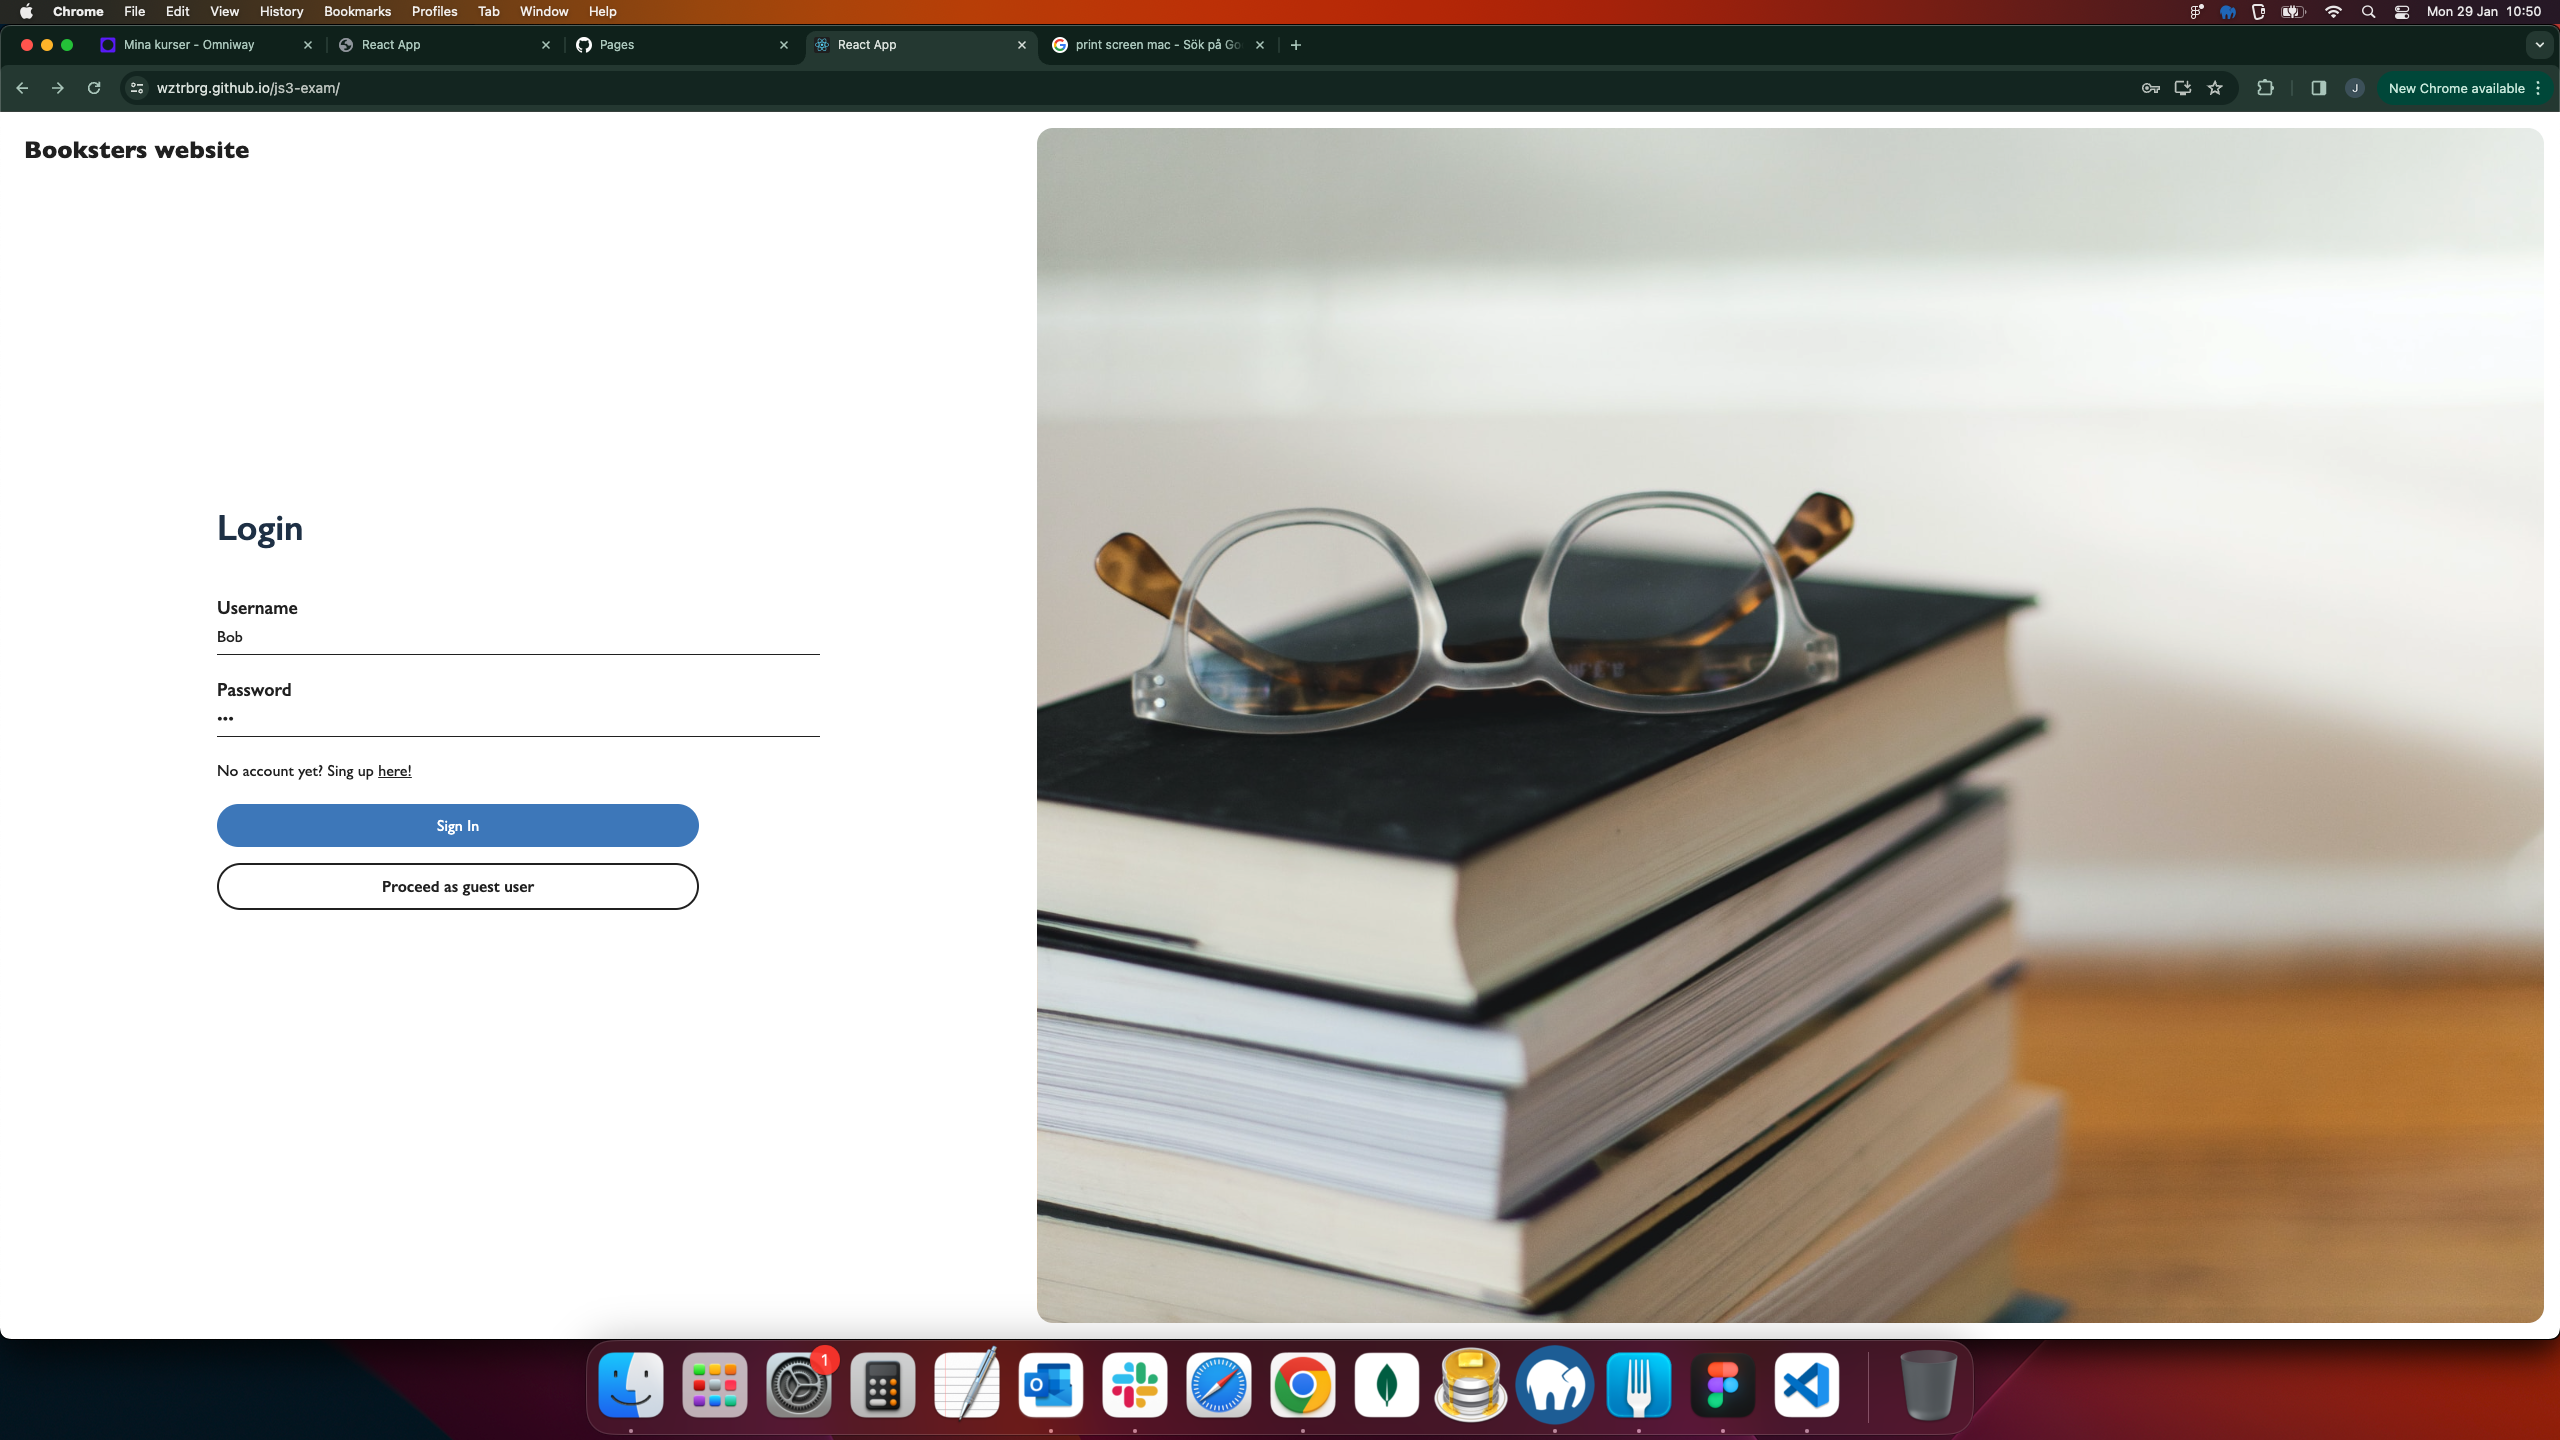 Chrome File Edit View History Bookmarks Profiles Tab Window Help Mon 29 Jan 10:50
Mina kurser - Omniway React App Pages React App print screen mac - Sök på Go
wztrbrg.github.io/js3-exam/ J New Chrome available
Booksters website
Login
Username
Bob
Password
•••
No account yet? Sing up here!
Sign In
Proceed as guest user
1